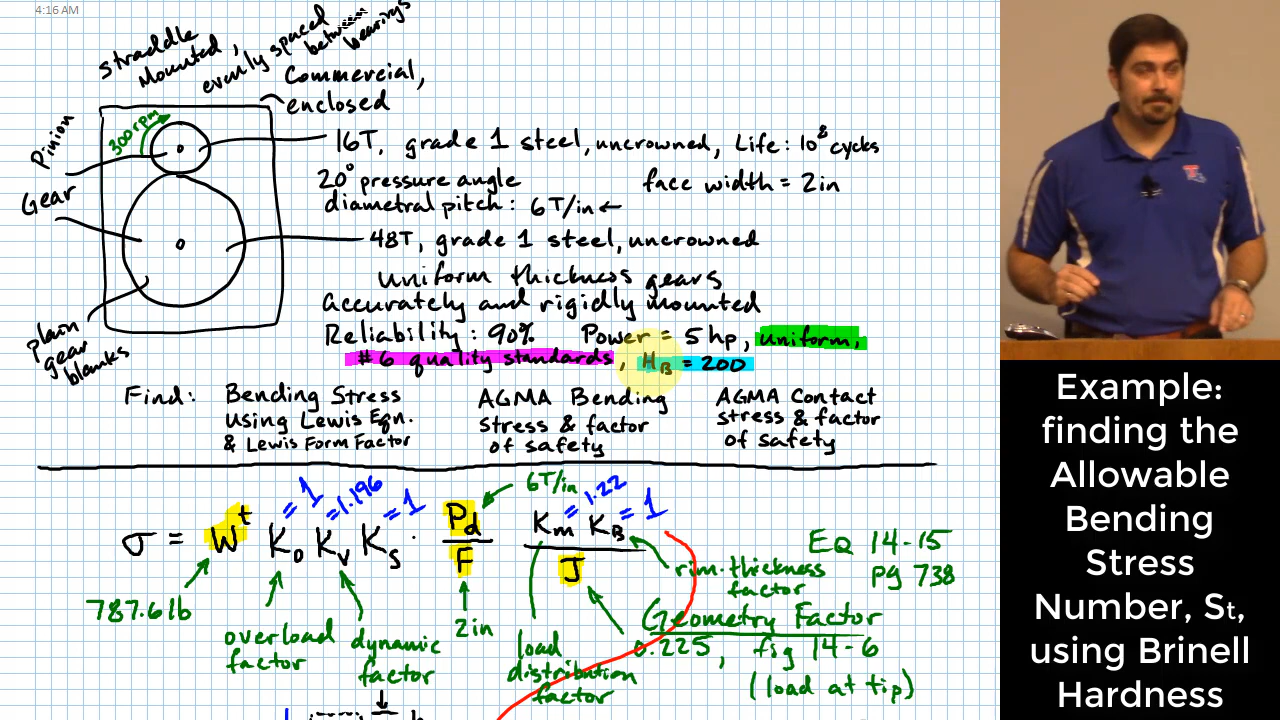 4:16 AM
straddle
Mounted,
evenly spaced
between
bearings
Commercial,
enclosed
Pinion
300rpm
16T, grade 1 steel, uncrowned, Life: 10⁸ cycles
20° pressure angle face width = 2in
Gear
diametral pitch: 6T/in ←
48T, grade 1 steel, uncrowned
uniform thickness gears
accurately and rigidly mounted
plain
gear
blanks
Reliability: 90% Power = 5 hp, uniform,
#6 quality standards, H_B = 200
Find: Bending Stress
using Lewis Eqn.
& Lewis Form Factor
AGMA Bending
stress & factor
of safety
AGMA Contact
stress & factor
of safety
=1 =1.196 =1 6T/in =1.22 =1
σ = Wᵗ K_o K_v K_s · P_d/F K_m K_B/J
EQ 14-15
pg 738
787.6 lb
overload
factor
dynamic
factor
2in
load
distribution
factor
rim-thickness
factor
Geometry Factor
0.225, fig 14-6
(load at tip)
Example:
finding the
Allowable
Bending
Stress
Number, Sₜ,
using Brinell
Hardness